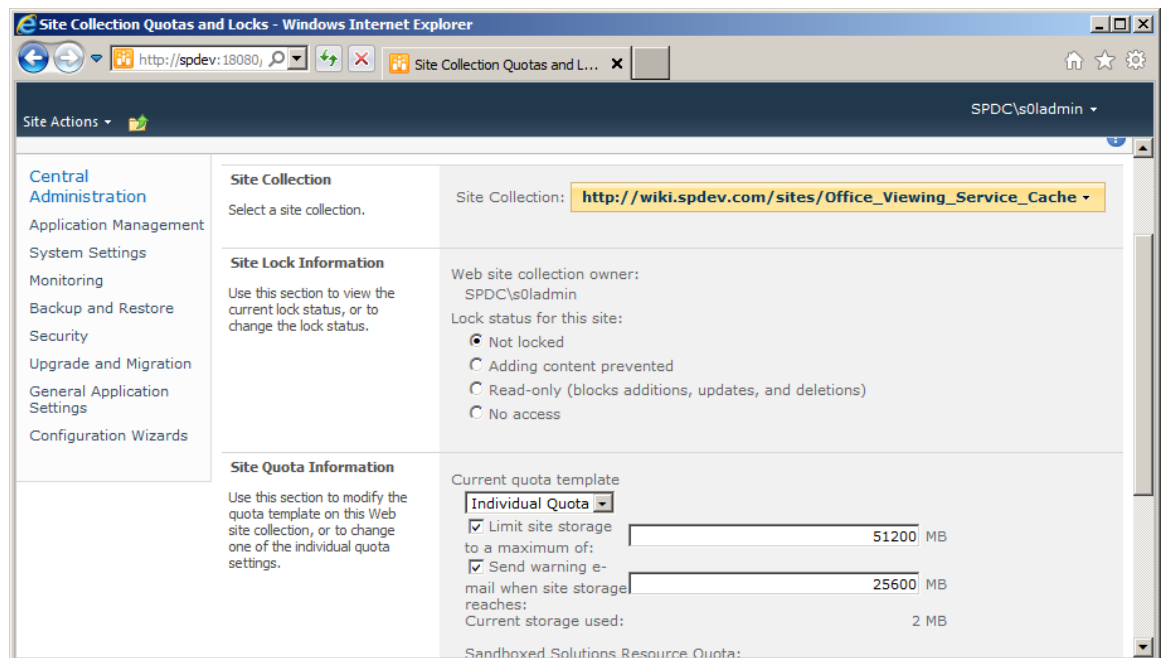 Site Collection Quotas and Locks - Windows Internet Explorer
http://spdev:18080/
Site Collection Quotas and L...
Site Actions
SPDC\s0ladmin
Central
Administration
Application Management
System Settings
Monitoring
Backup and Restore
Security
Upgrade and Migration
General Application
Settings
Configuration Wizards
Site Collection
Select a site collection.
Site Collection: http://wiki.spdev.com/sites/Office_Viewing_Service_Cache
Site Lock Information
Use this section to view the
current lock status, or to
change the lock status.
Web site collection owner:
SPDC\s0ladmin
Lock status for this site:
Not locked
Adding content prevented
Read-only (blocks additions, updates, and deletions)
No access
Site Quota Information
Use this section to modify the
quota template on this Web
site collection, or to change
one of the individual quota
settings.
Current quota template
Individual Quota
Limit site storage
to a maximum of:
51200 MB
Send warning e-
mail when site storage
reaches:
25600 MB
Current storage used: 2 MB
Sandboxed Solutions Resource Quota: